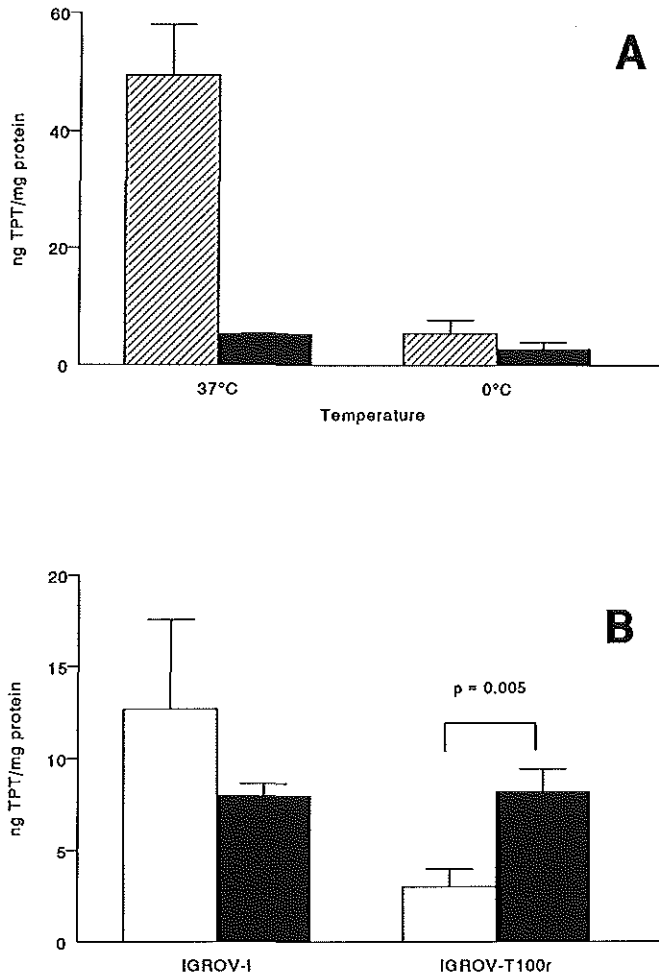 A
60
40
20
0
ng TPT/mg protein
37°C
0°C
Temperature
B
20
15
10
5
0
ng TPT/mg protein
p = 0.005
IGROV-I
IGROV-T100r